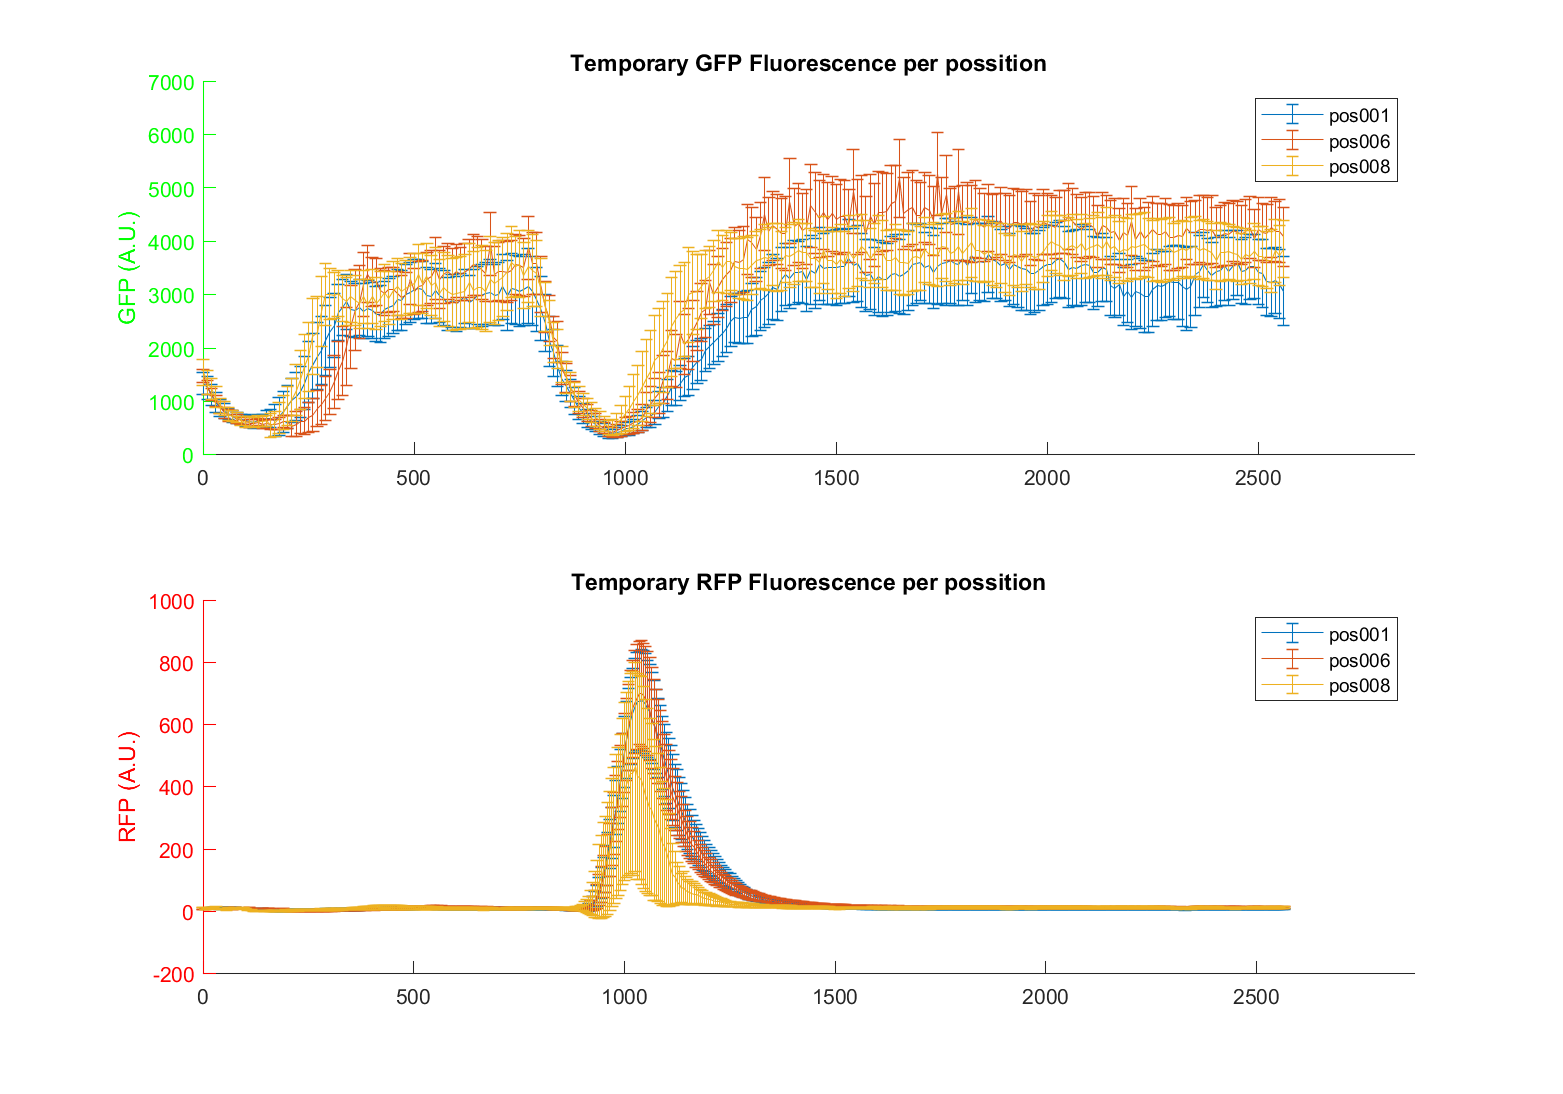 Temporary GFP Fluorescence per possition
GFP (A.U.)
7000
6000
5000
4000
3000
2000
1000
0
0 500 1000 1500 2000 2500
pos001
pos006
pos008
Temporary RFP Fluorescence per possition
RFP (A.U.)
1000
800
600
400
200
0
-200
0 500 1000 1500 2000 2500
pos001
pos006
pos008